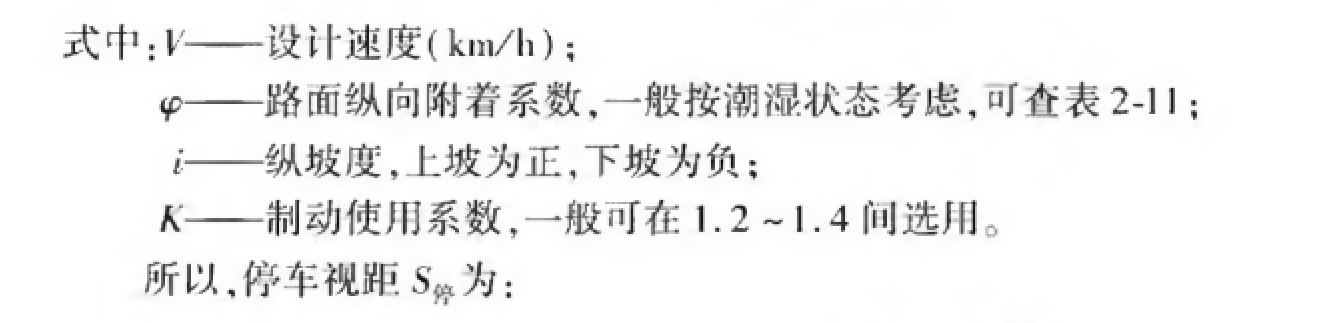 式中:V——设计速度(km/h);
φ——路面纵向附着系数,一般按潮湿状态考虑,可查表2-11;
i——纵坡度,上坡为正,下坡为负;
K——制动使用系数,一般可在1.2~1.4间选用。
所以,停车视距S停为: